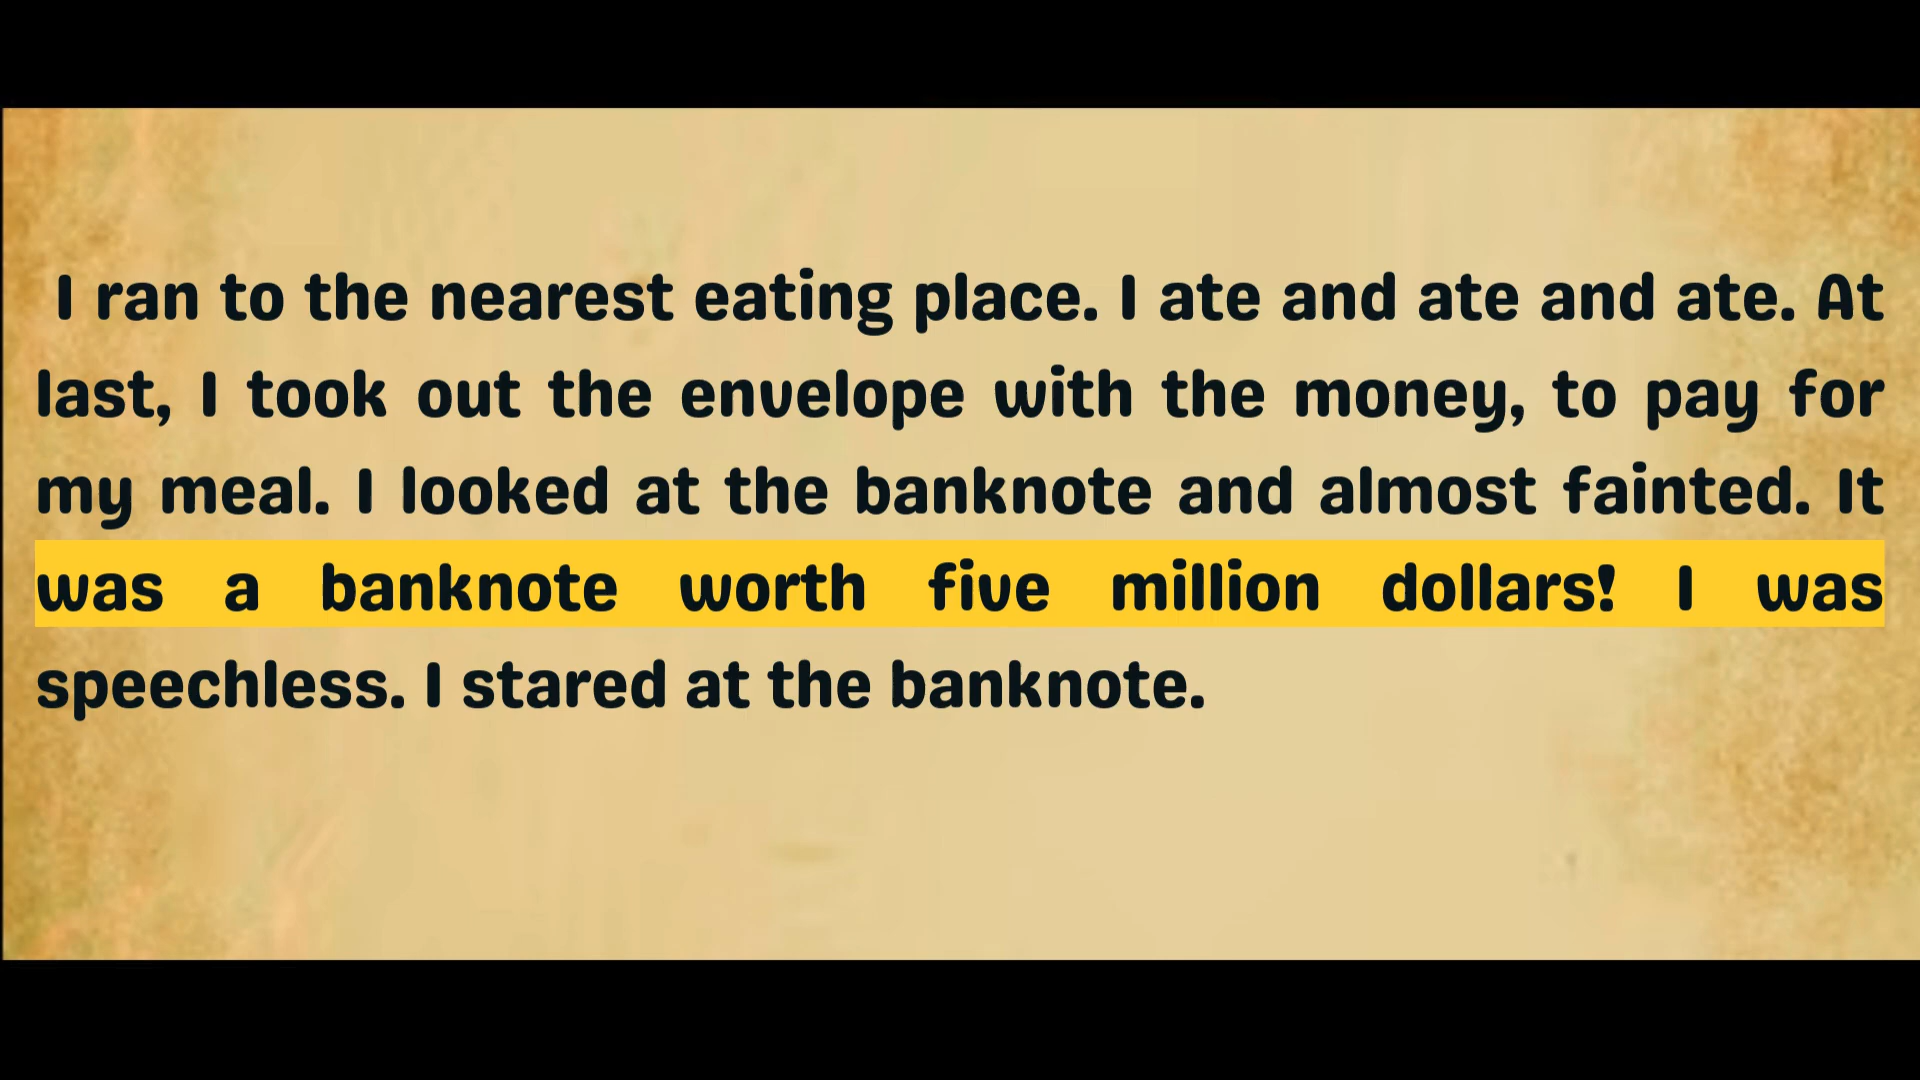 I ran to the nearest eating place. I ate and ate and ate. At
last, I took out the envelope with the money, to pay for
my meal. I looked at the banknote and almost fainted. It
was a banknote worth five million dollars! I was
speechless. I stared at the banknote.